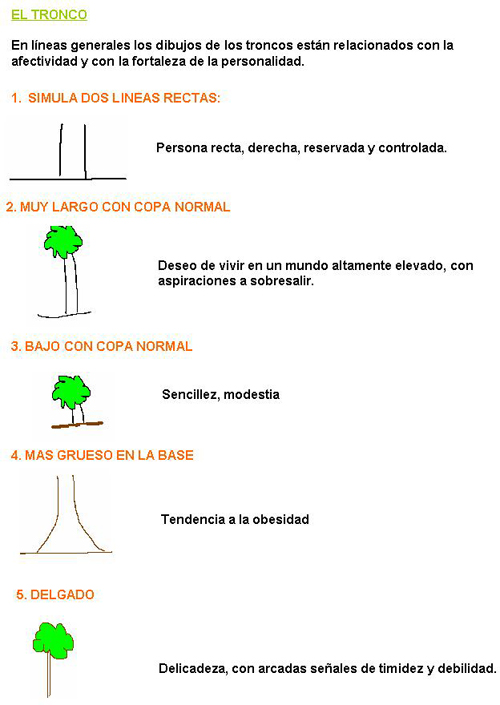 EL TRONCO
En líneas generales los dibujos de los troncos están relacionados con la
afectividad y con la fortaleza de la personalidad.
1. SIMULA DOS LINEAS RECTAS:
Persona recta, derecha, reservada y controlada.
2. MUY LARGO CON COPA NORMAL
Deseo de vivir en un mundo altamente elevado, con
aspiraciones a sobresalir.
3. BAJO CON COPA NORMAL
Sencillez, modestia
4. MAS GRUESO EN LA BASE
Tendencia a la obesidad
5. DELGADO
Delicadeza, con arcadas señales de timidez y debilidad.